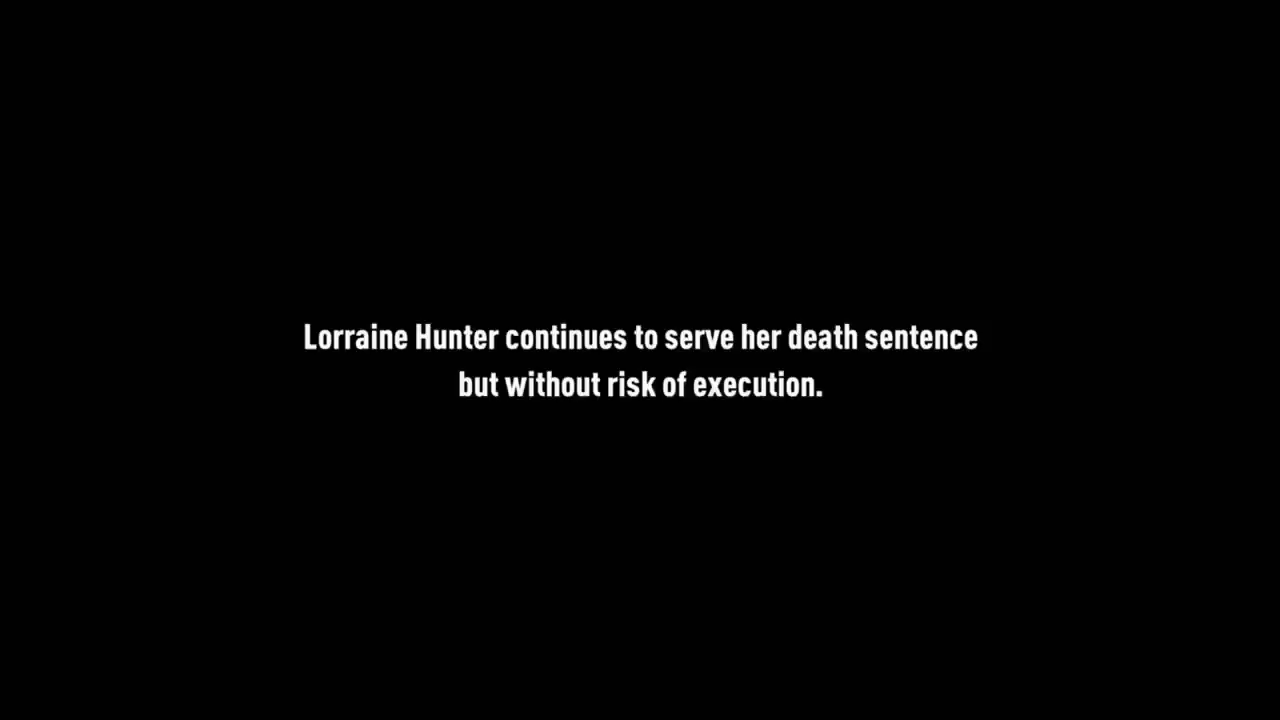 Lorraine Hunter continues to serve her death sentence
but without risk of execution.